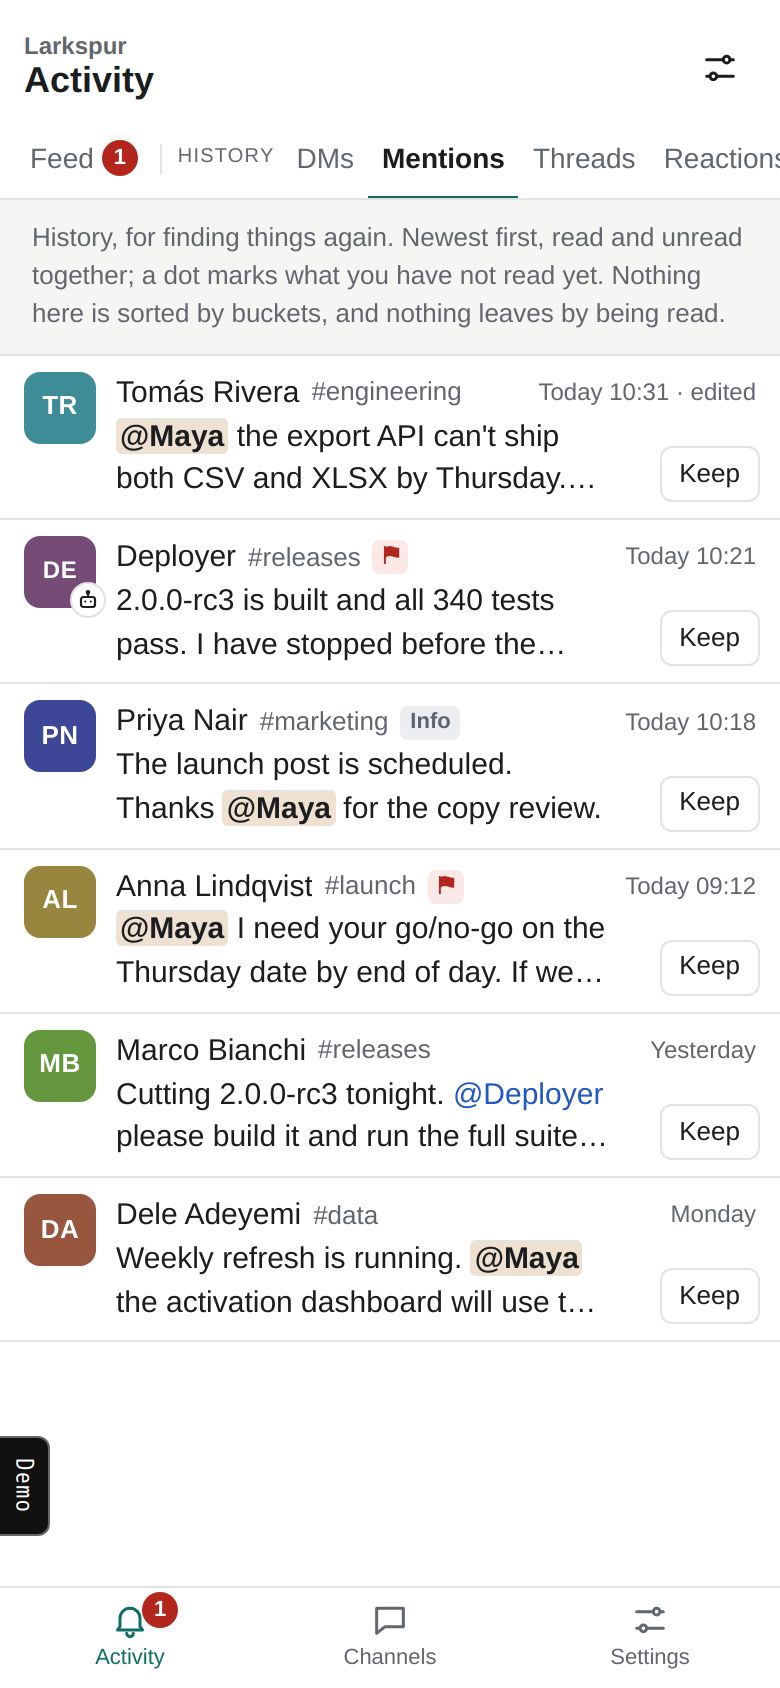 Larkspur
Activity
Feed 1 HISTORY DMs Mentions Threads Reactions
History, for finding things again. Newest first, read and unread
together; a dot marks what you have not read yet. Nothing
here is sorted by buckets, and nothing leaves by being read.
TR Tomás Rivera #engineering Today 10:31 · edited
@Maya the export API can't ship
both CSV and XLSX by Thursday.…
Keep
DE Deployer #releases Today 10:21
2.0.0-rc3 is built and all 340 tests
pass. I have stopped before the…
Keep
PN Priya Nair #marketing Info Today 10:18
The launch post is scheduled.
Thanks @Maya for the copy review.
Keep
AL Anna Lindqvist #launch Today 09:12
@Maya I need your go/no-go on the
Thursday date by end of day. If we…
Keep
MB Marco Bianchi #releases Yesterday
Cutting 2.0.0-rc3 tonight. @Deployer
please build it and run the full suite…
Keep
DA Dele Adeyemi #data Monday
Weekly refresh is running. @Maya
the activation dashboard will use t…
Keep
Demo
1
Activity Channels Settings